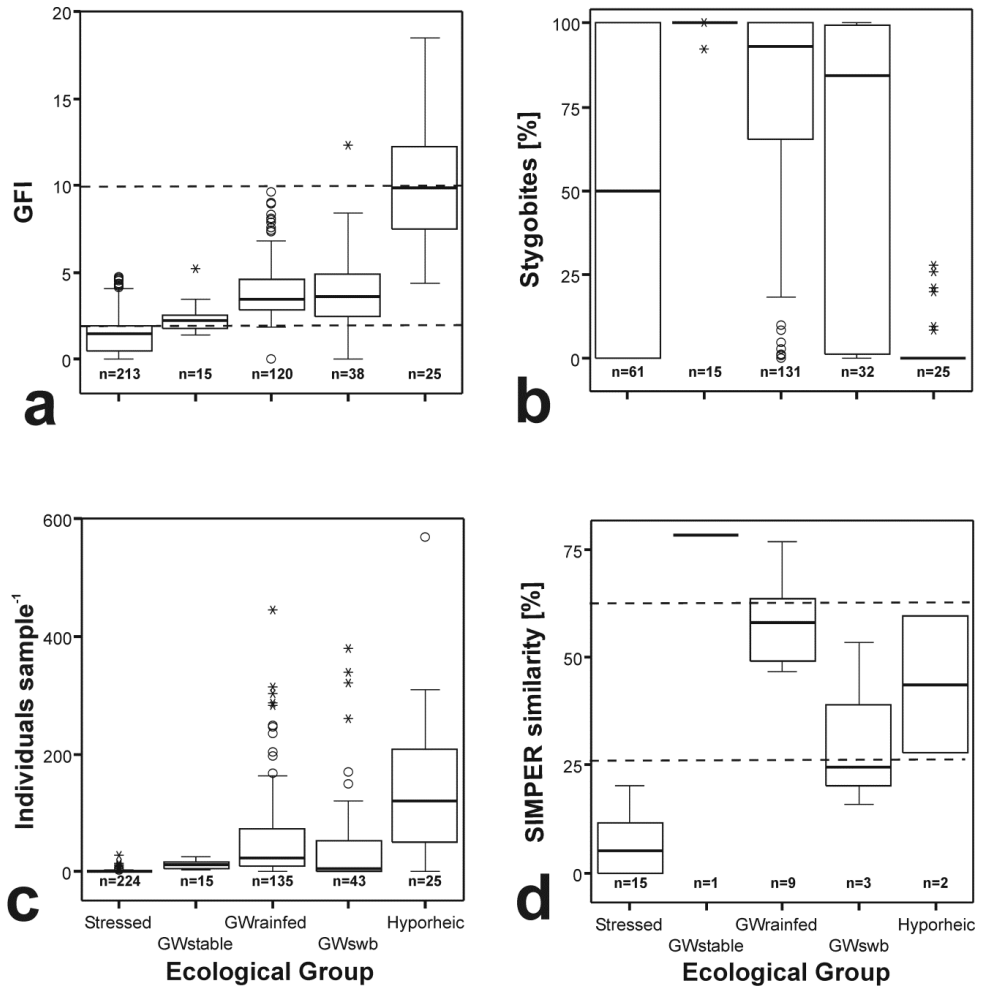 a
20
15
10
5
0
GFI
n=213 n=15 n=120 n=38 n=25
b
100
75
50
25
0
Stygobites [%]
n=61 n=15 n=131 n=32 n=25
c
600
400
200
0
Individuals sample-1
n=224 n=15 n=135 n=43 n=25
Stressed GWstable GWrainfed GWswb Hyporheic
Ecological Group
d
75
50
25
0
SIMPER similarity [%]
n=15 n=1 n=9 n=3 n=2
Stressed GWstable GWrainfed GWswb Hyporheic
Ecological Group